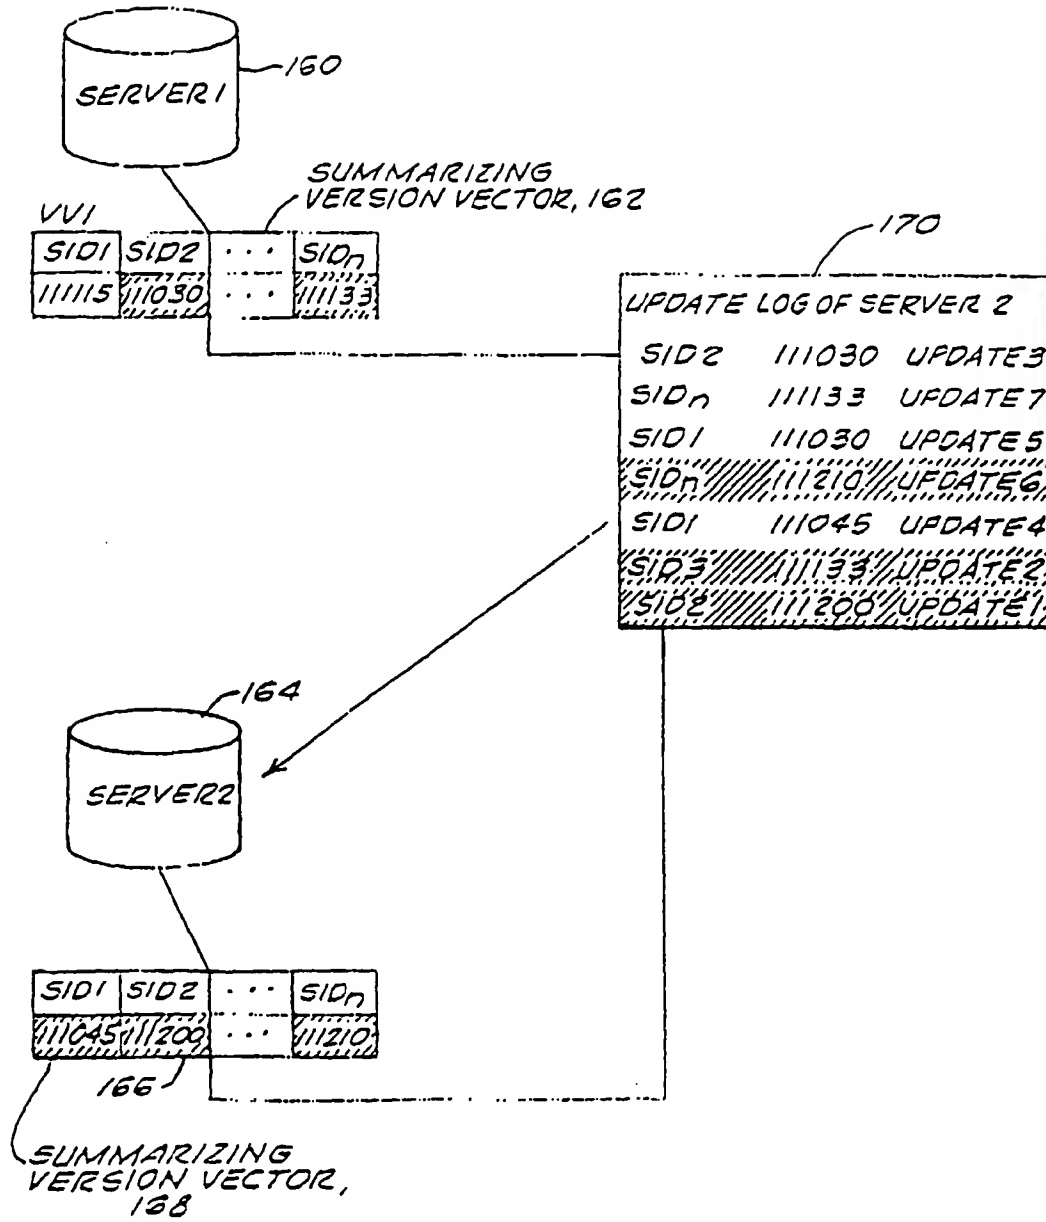 160
SERVER1
SUMMARIZING
VERSION VECTOR, 162
VV1
SID1 SID2 ... SIDn
111115 111030 ... 111133
170
UPDATE LOG OF SERVER 2
SID2 111030 UPDATE3
SIDn 111133 UPDATE7
SID1 111030 UPDATE5
SIDn 111210 UPDATE6
SID1 111045 UPDATE4
SID3 111133 UPDATE2
SID2 111200 UPDATE1
164
SERVER2
SID1 SID2 ... SIDn
111045 111200 ... 111210
166
SUMMARIZING
VERSION VECTOR,
168